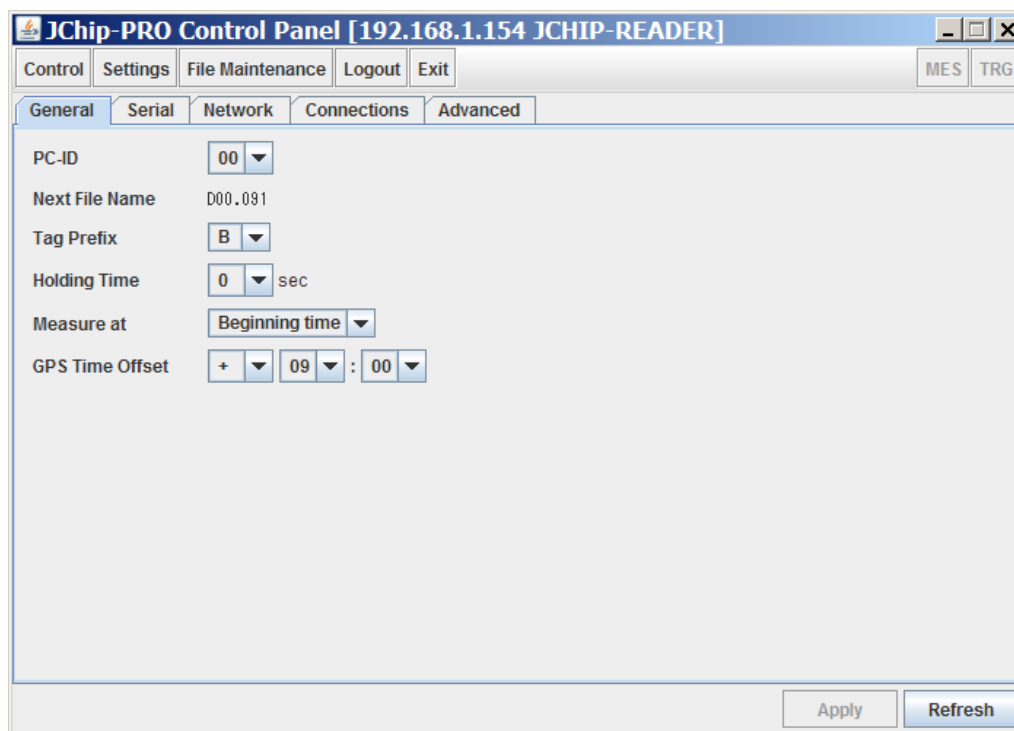 JChip-PRO Control Panel [192.168.1.154 JCHIP-READER]
Control Settings File Maintenance Logout Exit MES TRG
General Serial Network Connections Advanced
PC-ID 00
Next File Name D00.091
Tag Prefix B
Holding Time 0 sec
Measure at Beginning time
GPS Time Offset + 09 : 00
Apply Refresh